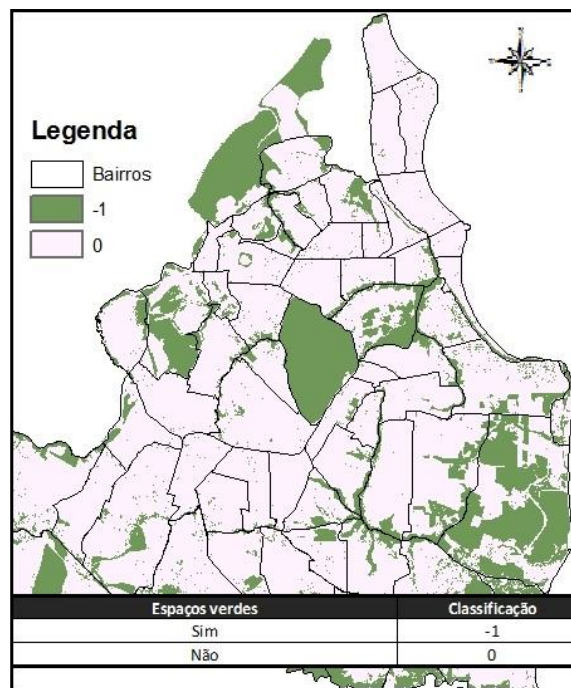 Legenda
Bairros
-1
0
Espaços verdes Classificação
Sim -1
Não 0